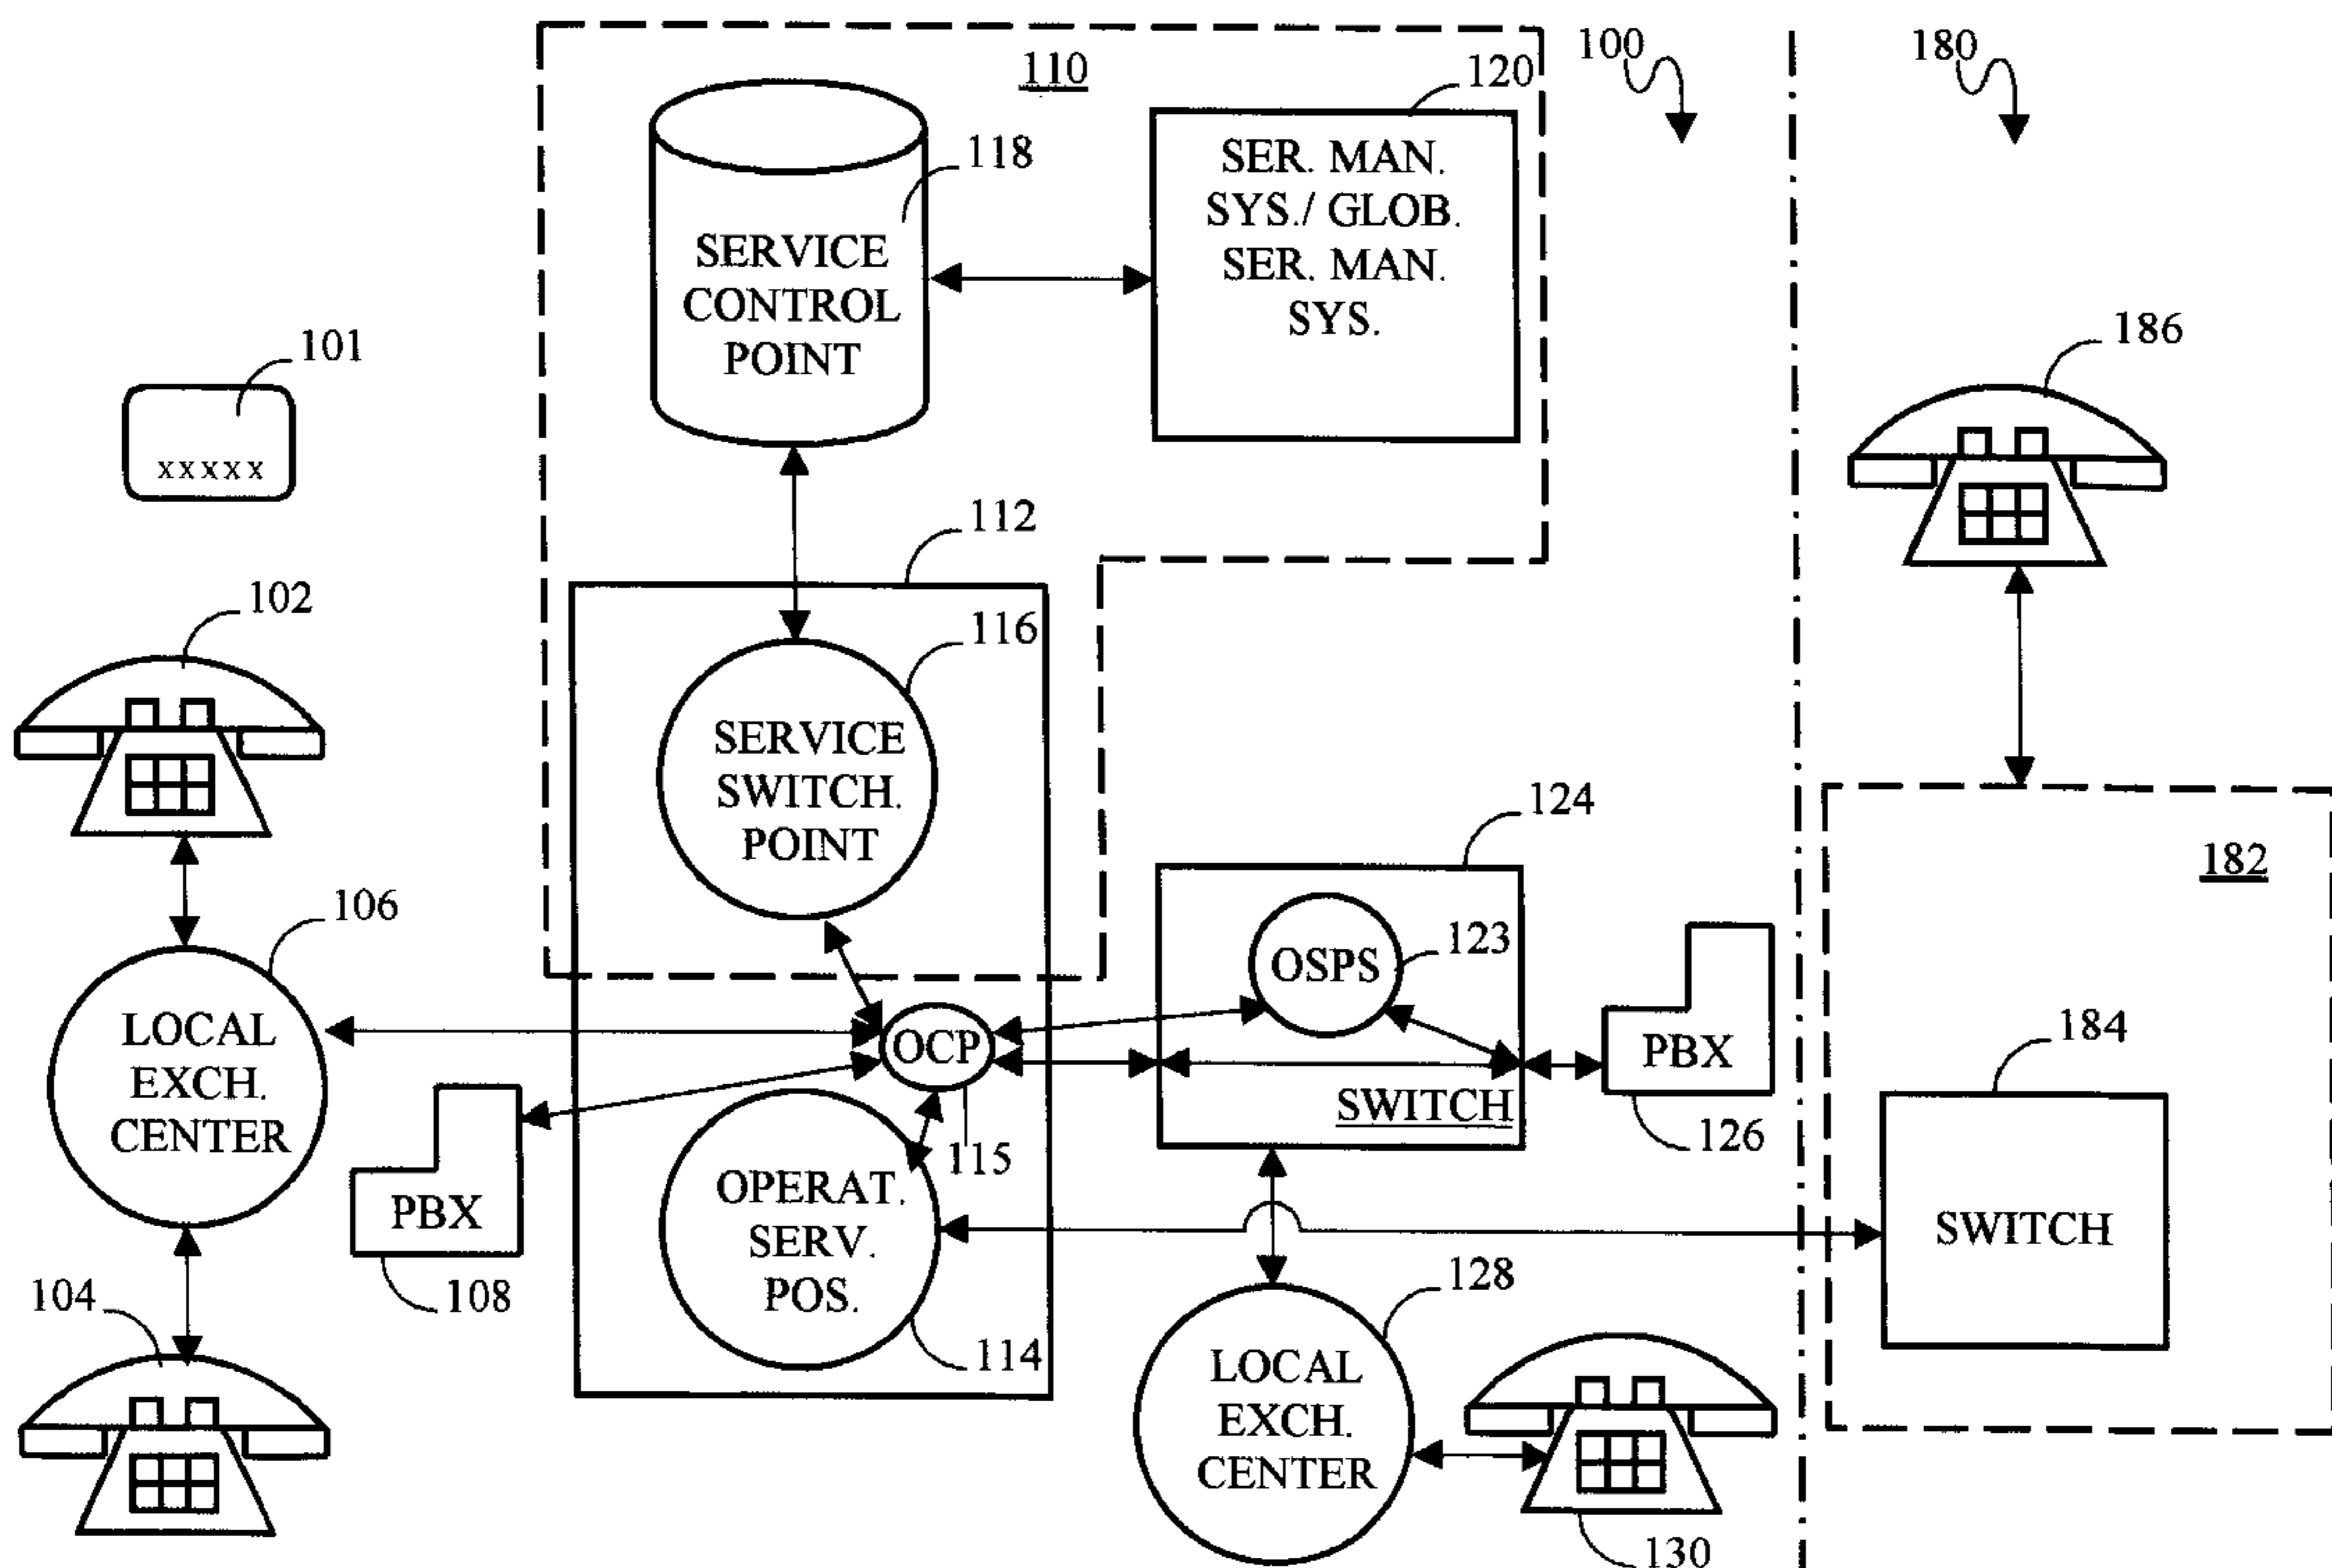 100
180
110
120
SER. MAN.
SYS./ GLOB.
SER. MAN.
SYS.
118
SERVICE
CONTROL
POINT
101
xxxxx
186
112
102
116
SERVICE
SWITCH.
POINT
124
182
106
123
OSPS
LOCAL
EXCH.
CENTER
OCP
PBX
184
SWITCH
126
115
PBX
OPERAT.
SERV.
POS.
SWITCH
104
108
128
114
LOCAL
EXCH.
CENTER
130